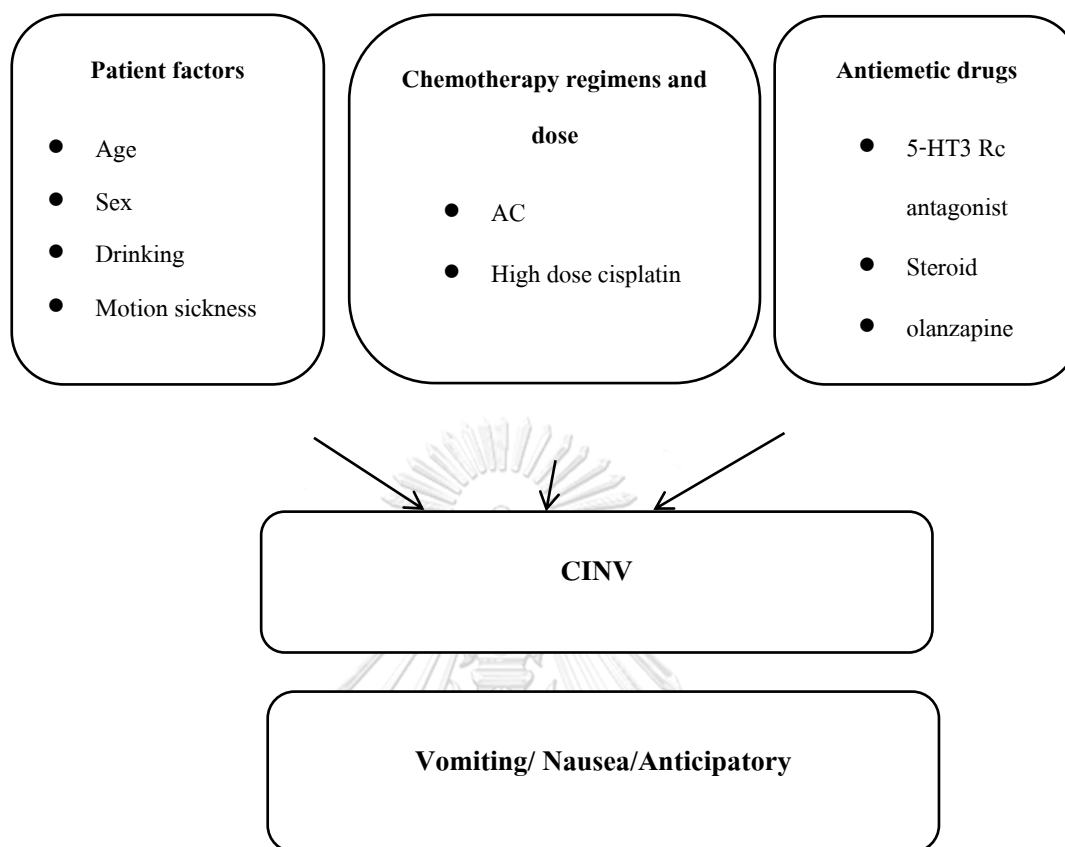 Patient factors
● Age
● Sex
● Drinking
● Motion sickness
Chemotherapy regimens and
dose
● AC
● High dose cisplatin
Antiemetic drugs
● 5-HT3 Rc
antagonist
● Steroid
● olanzapine
CINV
Vomiting/ Nausea/Anticipatory